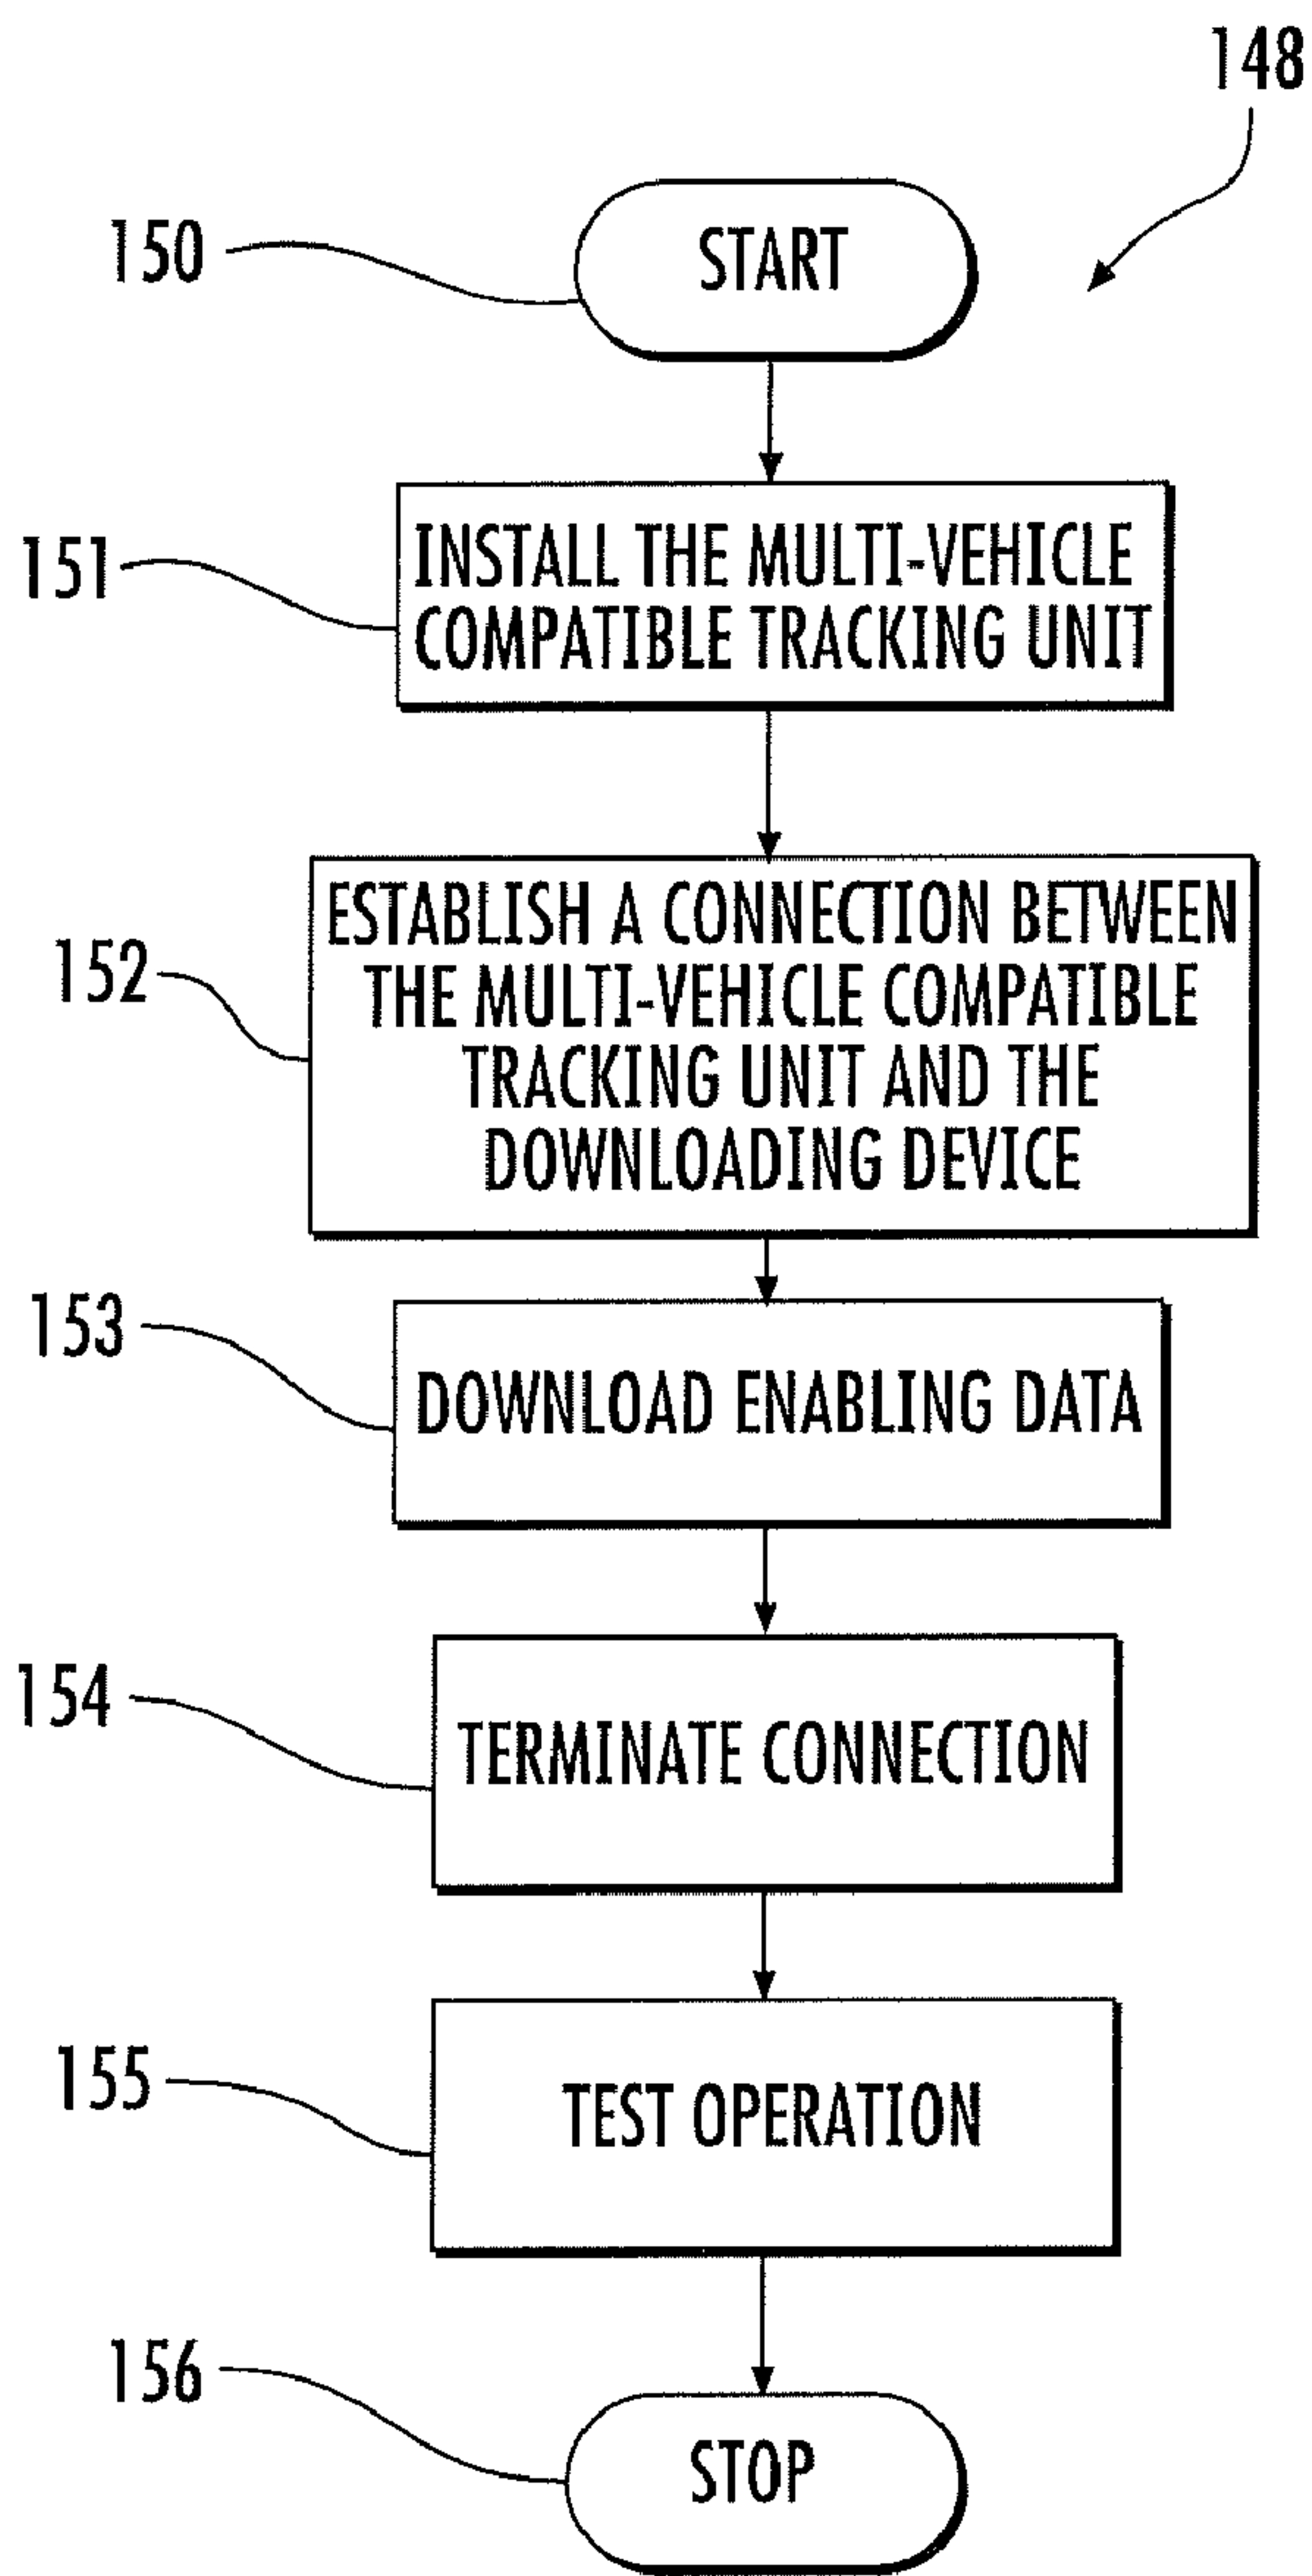 148
150
START
151
INSTALL THE MULTI-VEHICLE
COMPATIBLE TRACKING UNIT
152
ESTABLISH A CONNECTION BETWEEN
THE MULTI-VEHICLE COMPATIBLE
TRACKING UNIT AND THE
DOWNLOADING DEVICE
153
DOWNLOAD ENABLING DATA
154
TERMINATE CONNECTION
155
TEST OPERATION
156
STOP